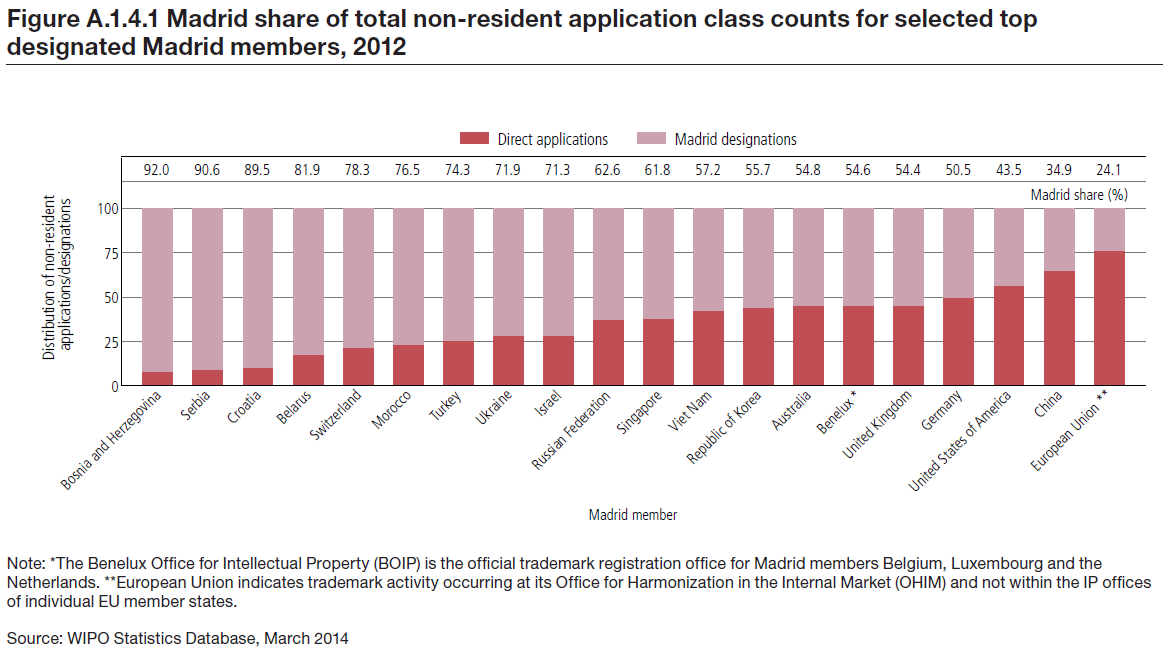 Figure A.1.4.1 Madrid share of total non-resident application class counts for selected top
designated Madrid members, 2012
Direct applications Madrid designations
92.0 90.6 89.5 81.9 78.3 76.5 74.3 71.9 71.3 62.6 61.8 57.2 55.7 54.8 54.6 54.4 50.5 43.5 34.9 24.1
Madrid share (%)
Distribution of non-resident
applications/designations
100
75
50
25
0
Bosnia and Herzegovina
Serbia
Croatia
Belarus
Switzerland
Morocco
Turkey
Ukraine
Israel
Russian Federation
Singapore
Viet Nam
Republic of Korea
Australia
Benelux *
United Kingdom
Germany
United States of America
China
European Union **
Madrid member
Note: *The Benelux Office for Intellectual Property (BOIP) is the official trademark registration office for Madrid members Belgium, Luxembourg and the
Netherlands. **European Union indicates trademark activity occurring at its Office for Harmonization in the Internal Market (OHIM) and not within the IP offices
of individual EU member states.
Source: WIPO Statistics Database, March 2014